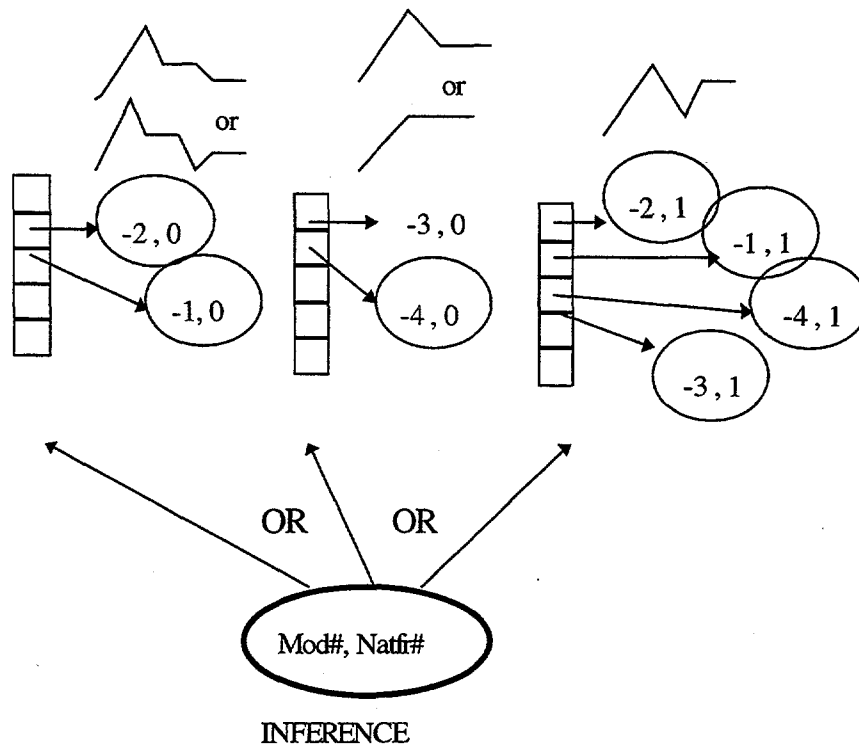 or
or
-2, 0
-1, 0
-3, 0
-4, 0
-2, 1
-1, 1
-4, 1
-3, 1
OR
OR
Mod#, Natfr#
INFERENCE